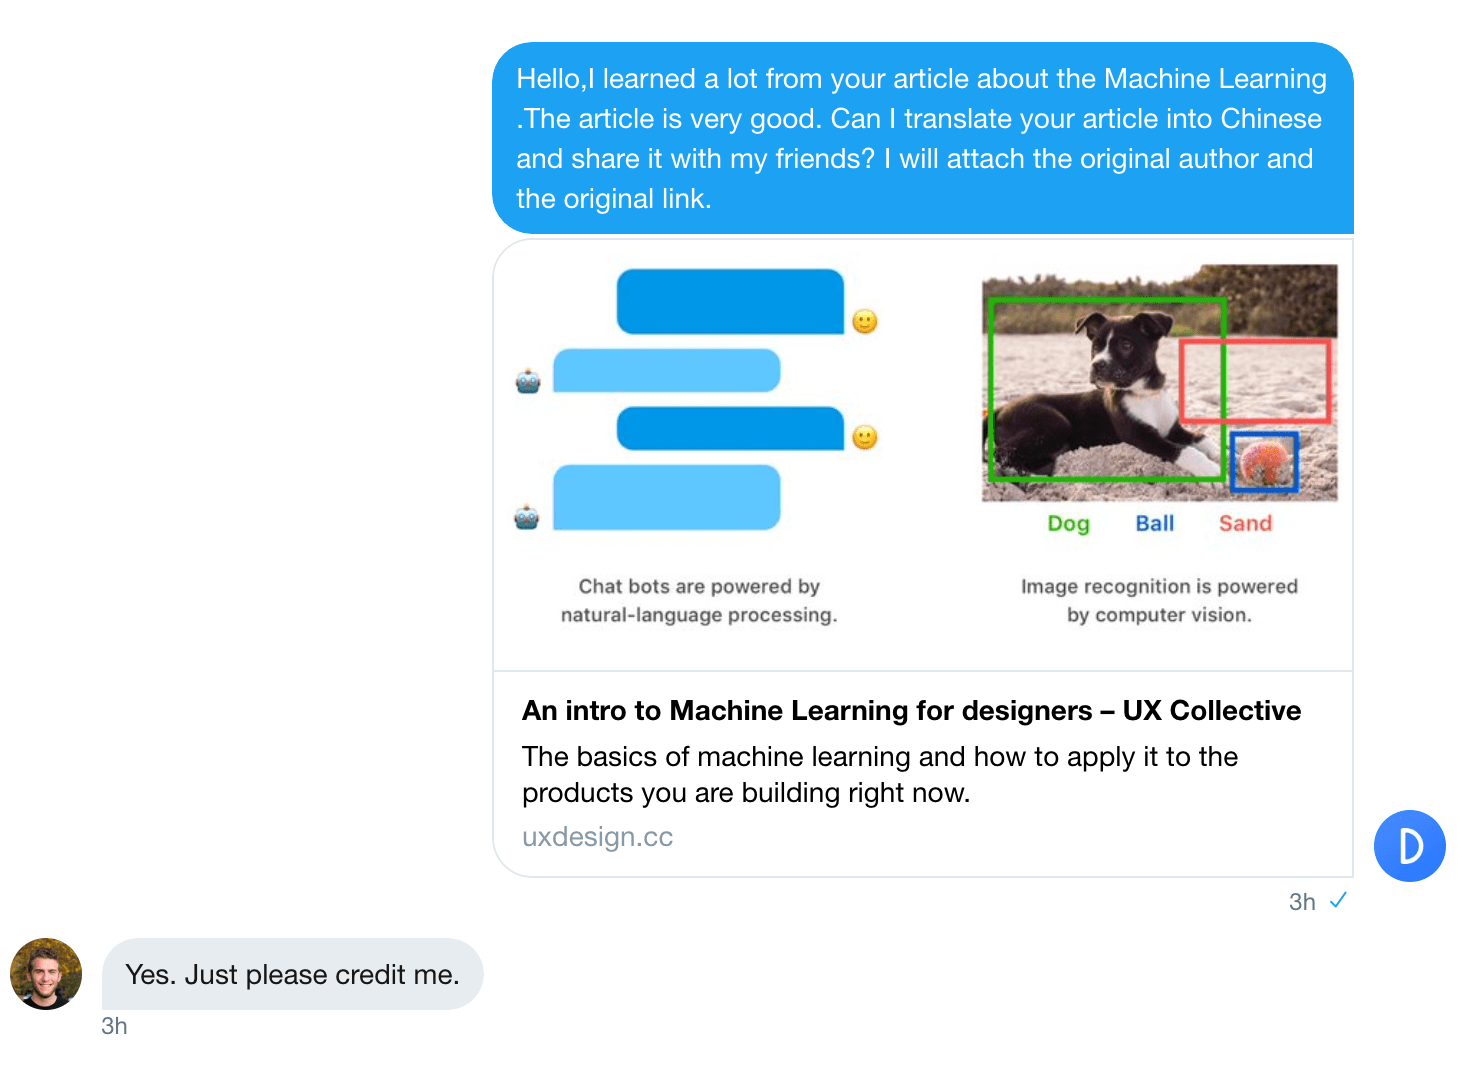 Hello,I learned a lot from your article about the Machine Learning
.The article is very good. Can I translate your article into Chinese
and share it with my friends? I will attach the original author and
the original link.
Dog Ball Sand
Chat bots are powered by
natural-language processing.
Image recognition is powered
by computer vision.
An intro to Machine Learning for designers – UX Collective
The basics of machine learning and how to apply it to the
products you are building right now.
uxdesign.cc
D
3h
Yes. Just please credit me.
3h